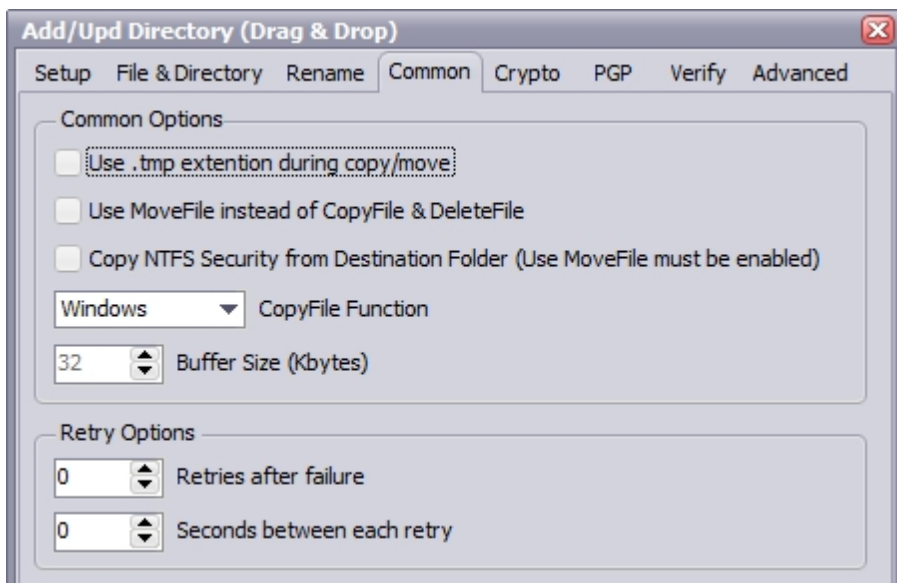 Add/Upd Directory (Drag & Drop)
Setup File & Directory Rename Common Crypto PGP Verify Advanced
Common Options
Use .tmp extention during copy/move
Use MoveFile instead of CopyFile & DeleteFile
Copy NTFS Security from Destination Folder (Use MoveFile must be enabled)
Windows CopyFile Function
32 Buffer Size (Kbytes)
Retry Options
0 Retries after failure
0 Seconds between each retry